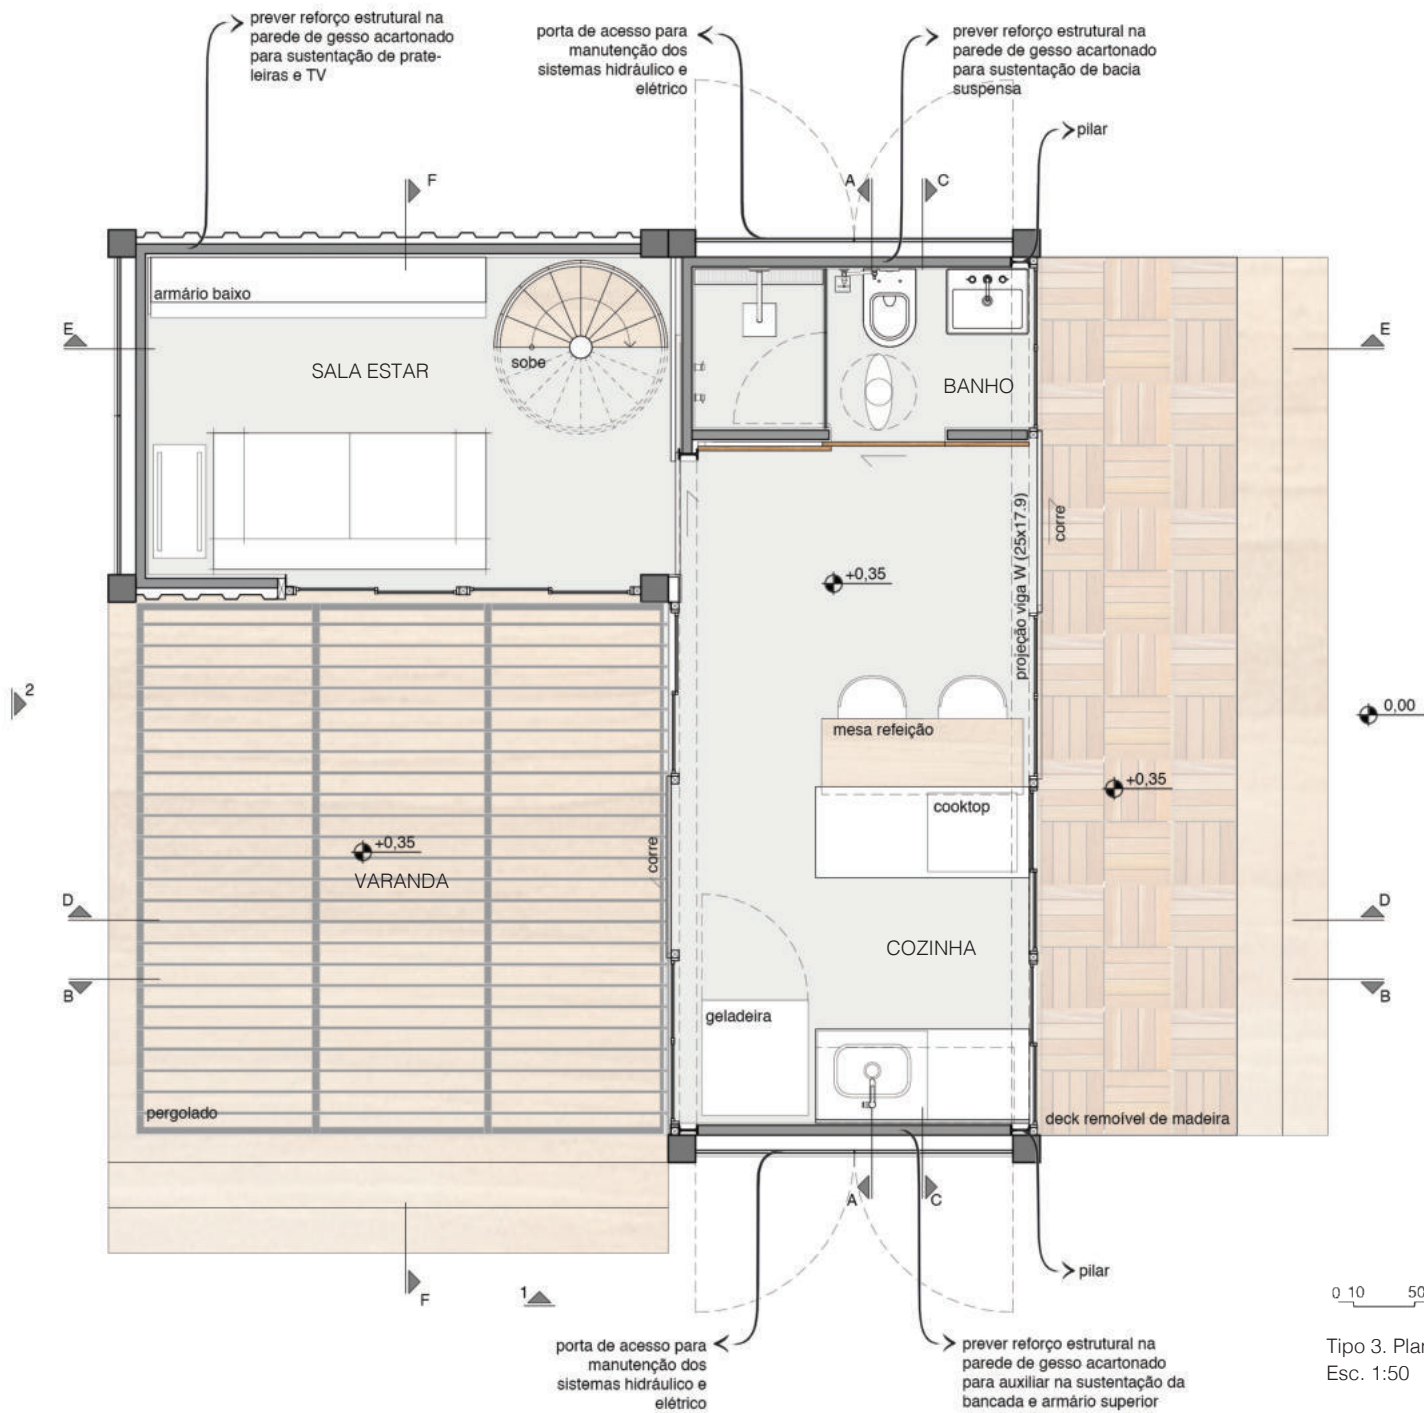 prever reforço estrutural na
parede de gesso acartonado
para sustentação de prate-
leiras e TV
porta de acesso para
manutenção dos
sistemas hidráulico e
elétrico
prever reforço estrutural na
parede de gesso acartonado
para sustentação de bacia
suspensa
pilar
F
A
C
armário baixo
E
E
sobe
SALA ESTAR
BANHO
projeção viga W (25x17.9)
corre
+0,35
2
0,00
mesa refeição
+0,35
cooktop
+0,35
corre
VARANDA
D
D
COZINHA
B
B
geladeira
pergolado
deck removível de madeira
A
C
F
1
pilar
0 10 50
porta de acesso para
manutenção dos
sistemas hidráulico e
elétrico
prever reforço estrutural na
parede de gesso acartonado
para auxiliar na sustentação da
bancada e armário superior
Tipo 3. Plan
Esc. 1:50